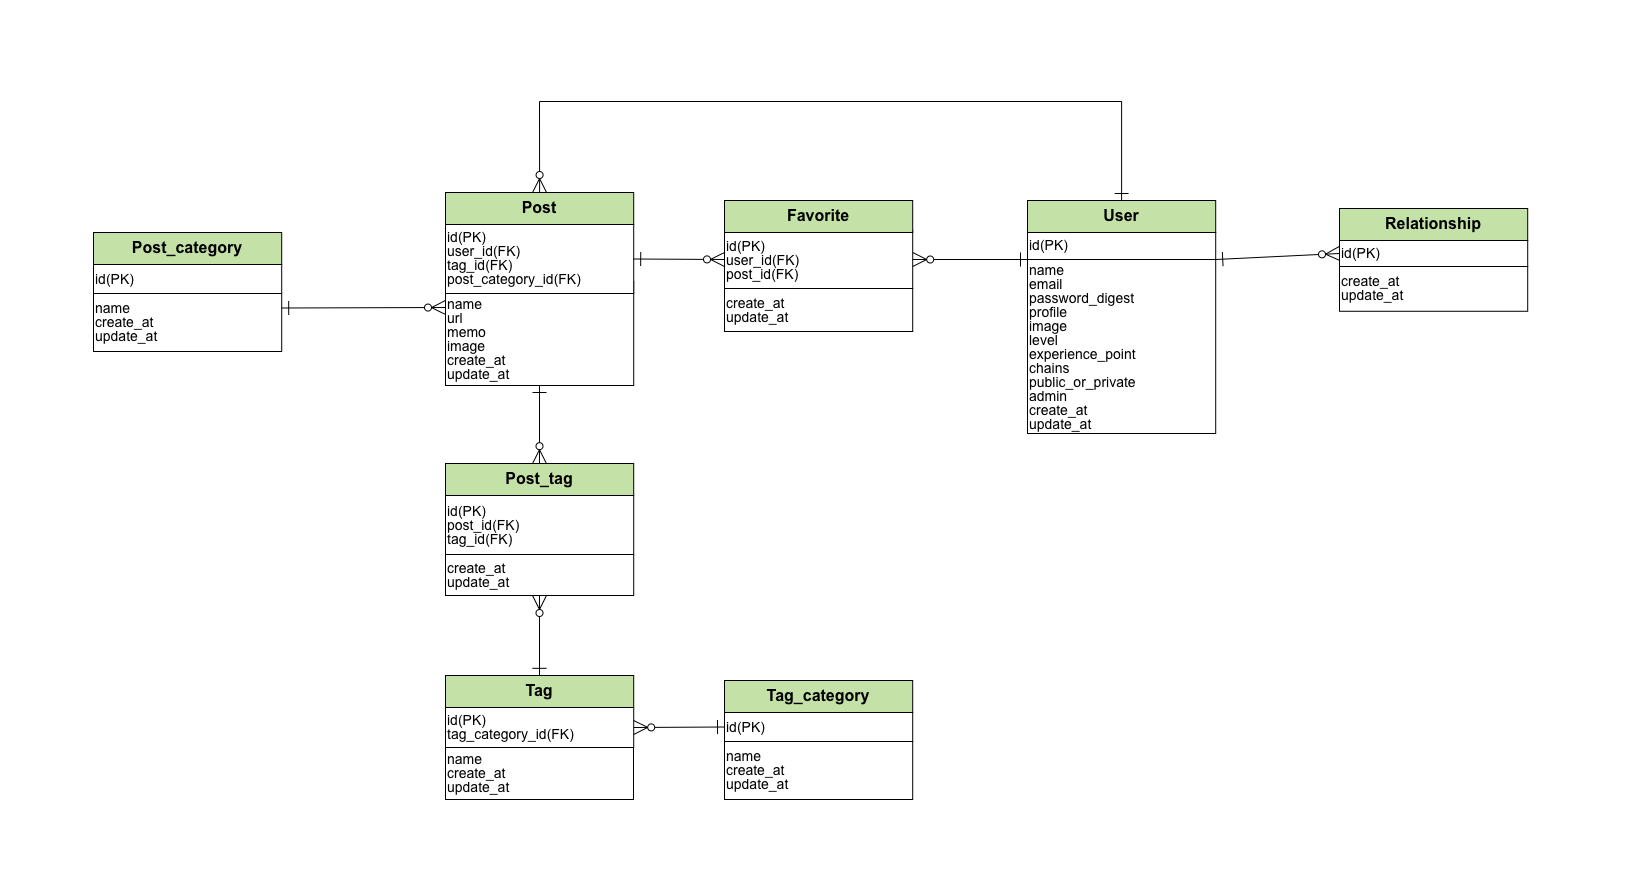 Post_category
id(PK)
name
create_at
update_at
Post
id(PK)
user_id(FK)
tag_id(FK)
post_category_id(FK)
name
url
memo
image
create_at
update_at
Favorite
id(PK)
user_id(FK)
post_id(FK)
create_at
update_at
User
id(PK)
name
email
password_digest
profile
image
level
experience_point
chains
public_or_private
admin
create_at
update_at
Relationship
id(PK)
create_at
update_at
Post_tag
id(PK)
post_id(FK)
tag_id(FK)
create_at
update_at
Tag
id(PK)
tag_category_id(FK)
name
create_at
update_at
Tag_category
id(PK)
name
create_at
update_at